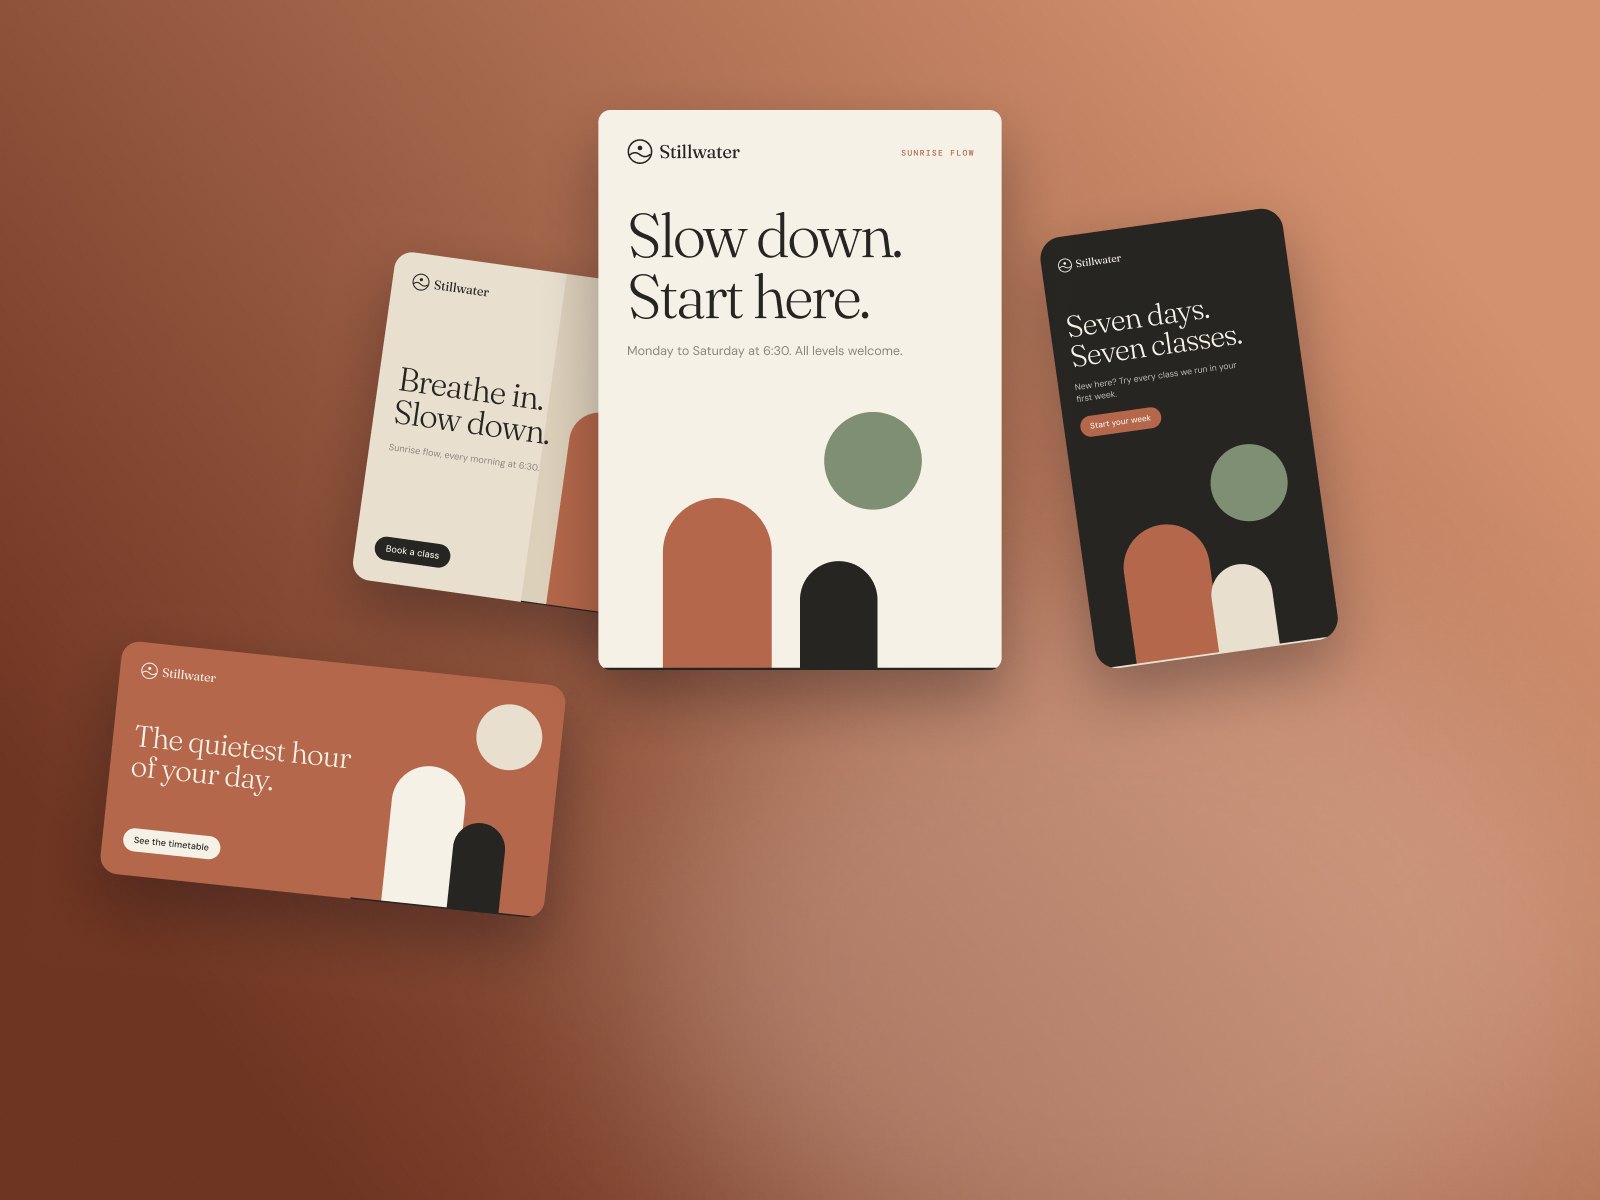 Stillwater
SUNRISE FLOW
Slow down.
Start here.
Monday to Saturday at 6:30. All levels welcome.
Stillwater
Breathe in.
Slow down.
Sunrise flow, every morning at 6:30.
Book a class
Stillwater
Seven days.
Seven classes.
New here? Try every class we run in your
first week.
Start your week
Stillwater
The quietest hour
of your day.
See the timetable